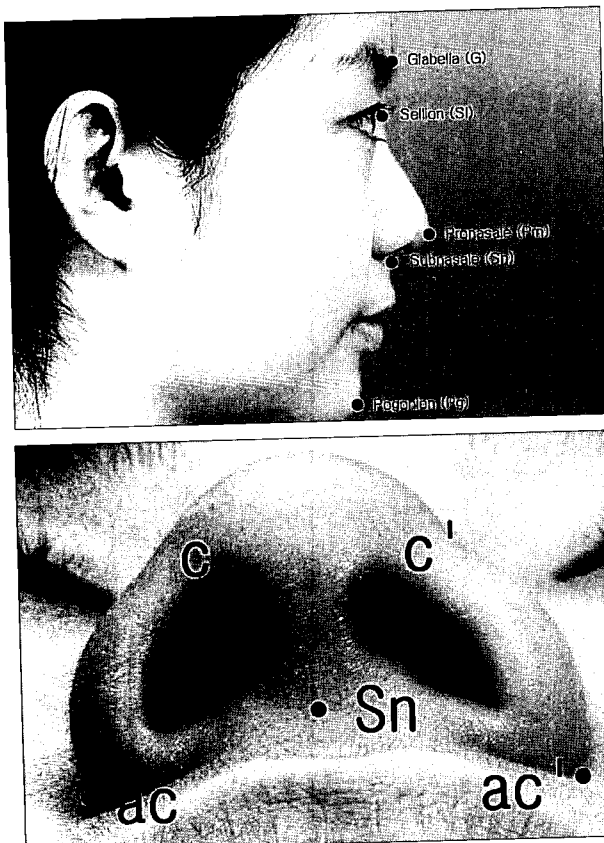 Glabella (G)
Sellion (Sl)
Pronasale (Prn)
Subnasale (Sn)
Pogonion (Pg)
c
c'
Sn
ac
ac'